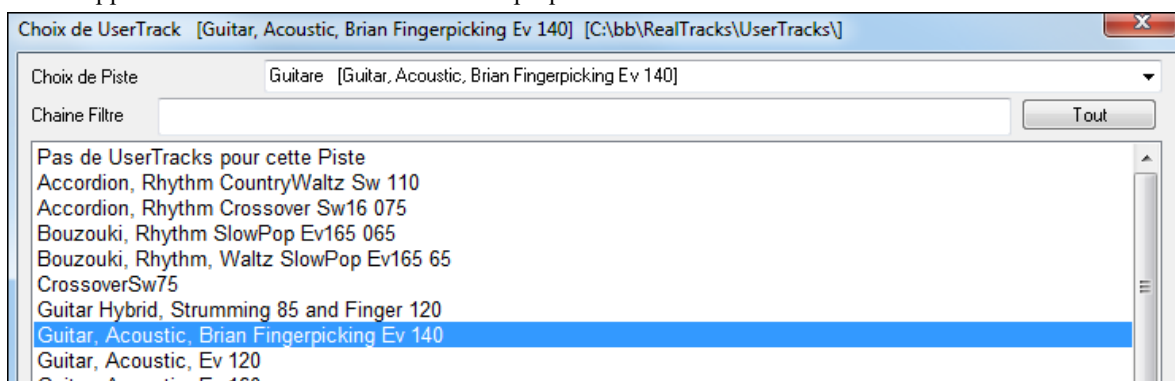 Choix de UserTrack [Guitar, Acoustic, Brian Fingerpicking Ev 140] [C:\bb\RealTracks\UserTracks\]
Choix de Piste Guitare [Guitar, Acoustic, Brian Fingerpicking Ev 140]
Chaine Filtre Tout
Pas de UserTracks pour cette Piste
Accordion, Rhythm CountryWaltz Sw 110
Accordion, Rhythm Crossover Sw16 075
Bouzouki, Rhythm SlowPop Ev165 065
Bouzouki, Rhythm, Waltz SlowPop Ev165 65
CrossoverSw75
Guitar Hybrid, Strumming 85 and Finger 120
Guitar, Acoustic, Brian Fingerpicking Ev 140
Guitar, Acoustic, Ev 120